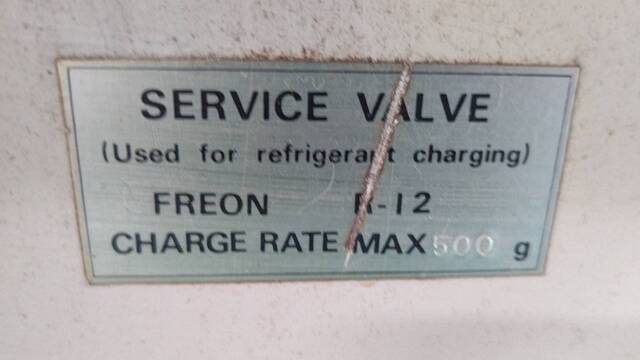 SERVICE VALVE
(Used for refrigerant charging)
FREON R-12
CHARGE RATE MAX 500 g